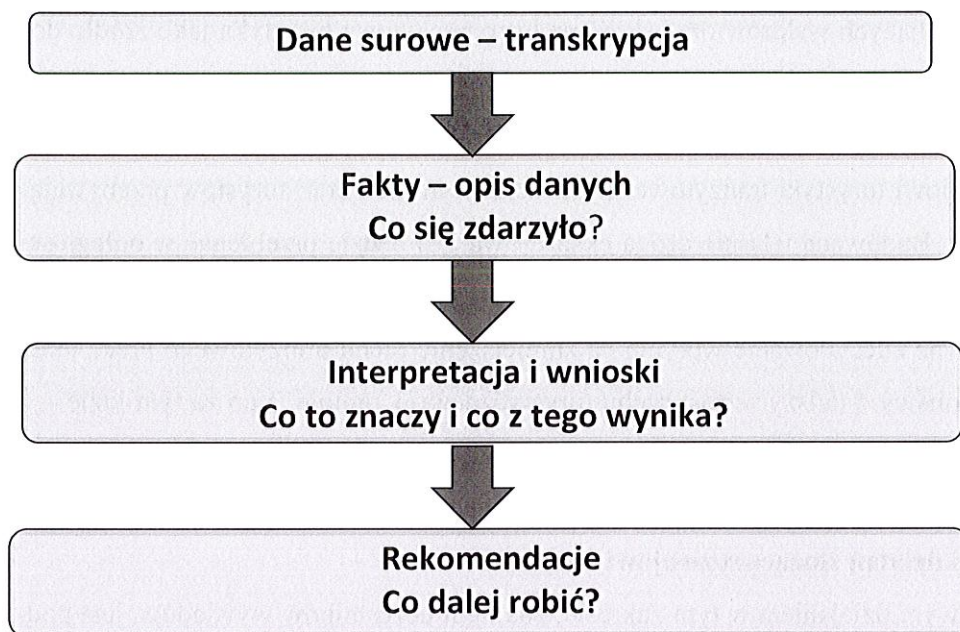 Dane surowe – transkrypcja
Fakty – opis danych
Co się zdarzyło?
Interpretacja i wnioski
Co to znaczy i co z tego wynika?
Rekomendacje
Co dalej robić?